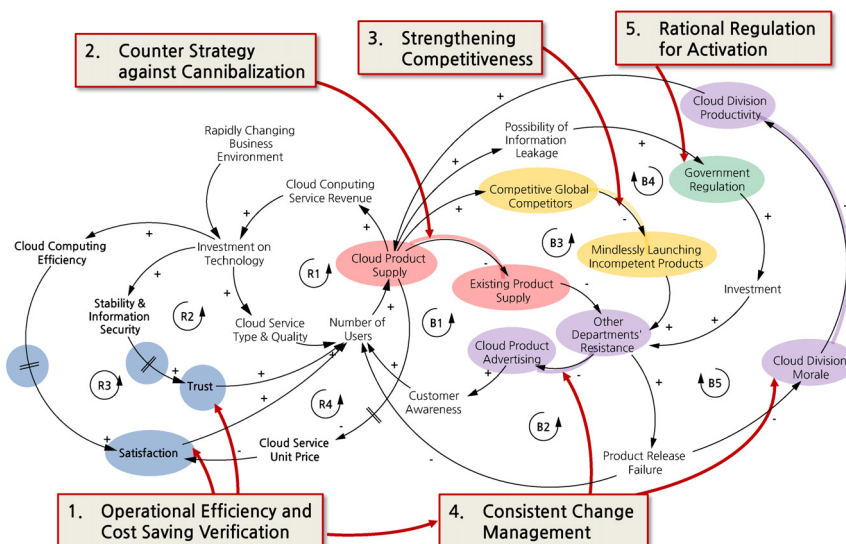 2. Counter Strategy
against Cannibalization
3. Strengthening
Competitiveness
5. Rational Regulation
for Activation
Cloud Division
Productivity
+
+
Rapidly Changing
Business
Environment
Possibility of
Information
Leakage
+
+
B4
Government
Regulation
Cloud Computing
Service Revenue
+
Competitive Global
Competitors
-
+
-
+
+
B3
Cloud Computing
Efficiency
Investment on
Technology
R1
Cloud Product
Supply
Mindlessly Launching
Incompetent Products
+
-
Existing Product
Supply
-
Investment
Stability &
Information
Security
R2
+
Cloud Service
Type & Quality
Number of
Users
+
+
B1
Other
Departments'
Resistance
+
+
R3
+
Trust
+
+
Cloud Product
Advertising
-
Cloud Division
Morale
+
R4
+
Customer
Awareness
+
B5
B2
+
Satisfaction
-
-
Cloud Service
Unit Price
-
Product Release
Failure
-
1. Operational Efficiency and
Cost Saving Verification
4. Consistent Change
Management